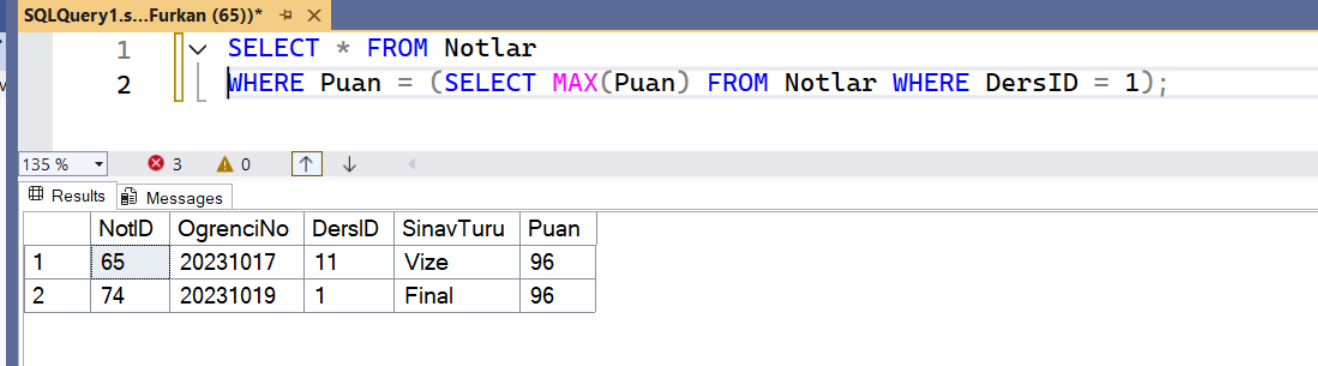 SQLQuery1.s...Furkan (65))*
1 SELECT * FROM Notlar
2 WHERE Puan = (SELECT MAX(Puan) FROM Notlar WHERE DersID = 1);
135 % 3 0
Results Messages
NotID OgrenciNo DersID SinavTuru Puan
1 65 20231017 11 Vize 96
2 74 20231019 1 Final 96